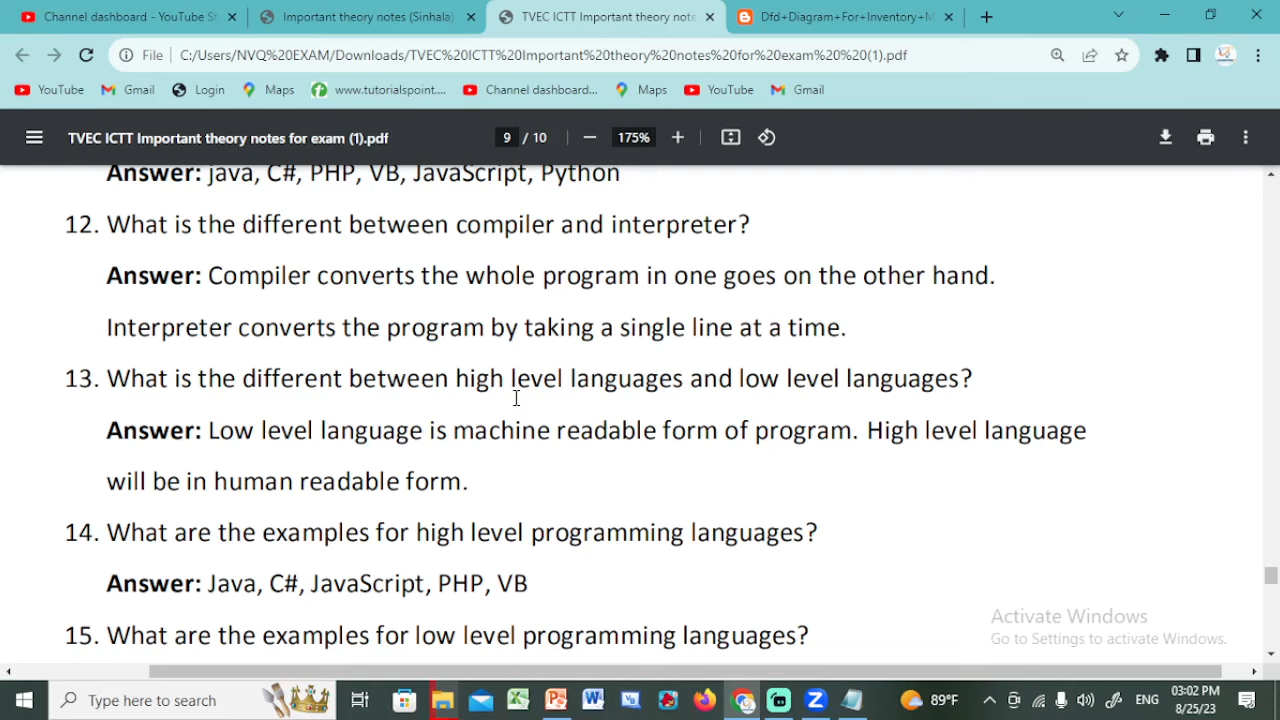 Channel dashboard - YouTube St
Important theory notes (Sinhala)
TVEC ICTT Important theory note
Dfd+Diagram+For+Inventory+M
File
C:/Users/NVQ%20EXAM/Downloads/TVEC%20ICTT%20Important%20theory%20notes%20for%20exam%20%20(1).pdf
YouTube
Gmail
Login
Maps
www.tutorialspoint....
Channel dashboard...
Maps
YouTube
Gmail
TVEC ICTT Important theory notes for exam (1).pdf
9 / 10
175%
Answer: java, C#, PHP, VB, JavaScript, Python
12. What is the different between compiler and interpreter?
Answer: Compiler converts the whole program in one goes on the other hand.
Interpreter converts the program by taking a single line at a time.
13. What is the different between high level languages and low level languages?
Answer: Low level language is machine readable form of program. High level language
will be in human readable form.
14. What are the examples for high level programming languages?
Answer: Java, C#, JavaScript, PHP, VB
15. What are the examples for low level programming languages?
Activate Windows
Go to Settings to activate Windows.
Type here to search
89°F
ENG
03:02 PM
8/25/23